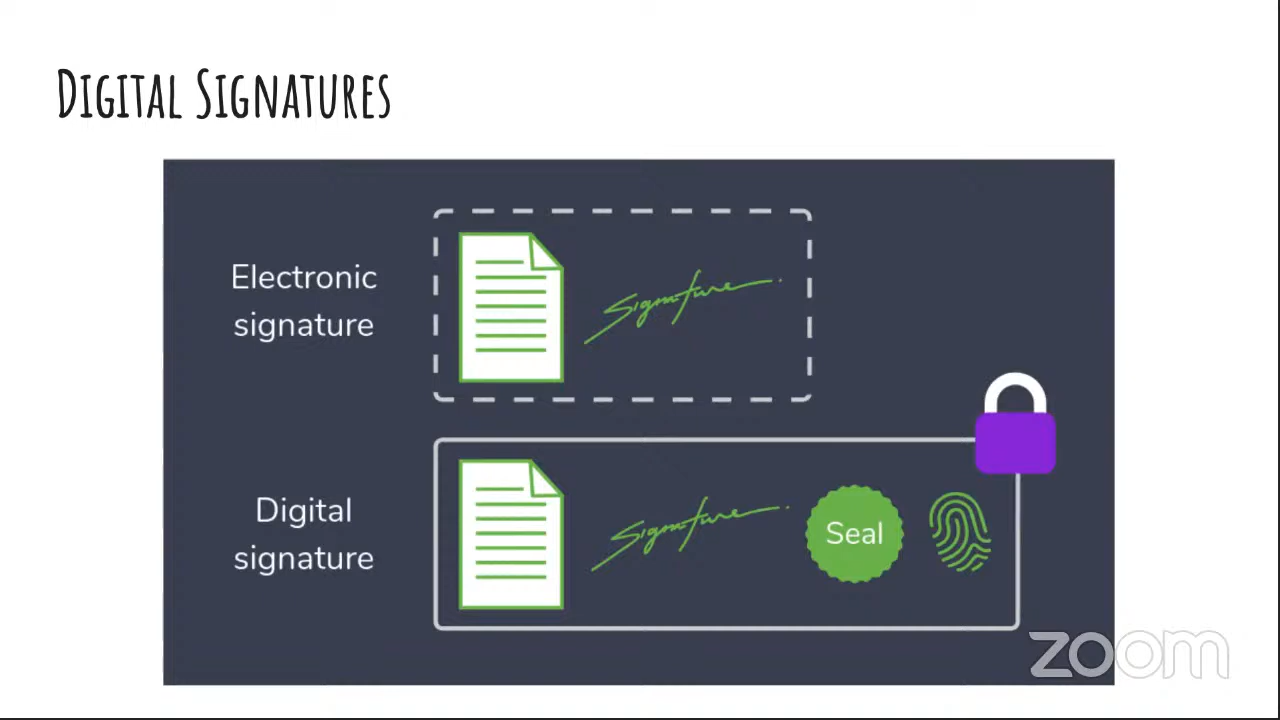 Digital Signatures
Electronic
signature
Signature
Digital
signature
Signature
Seal
zoom